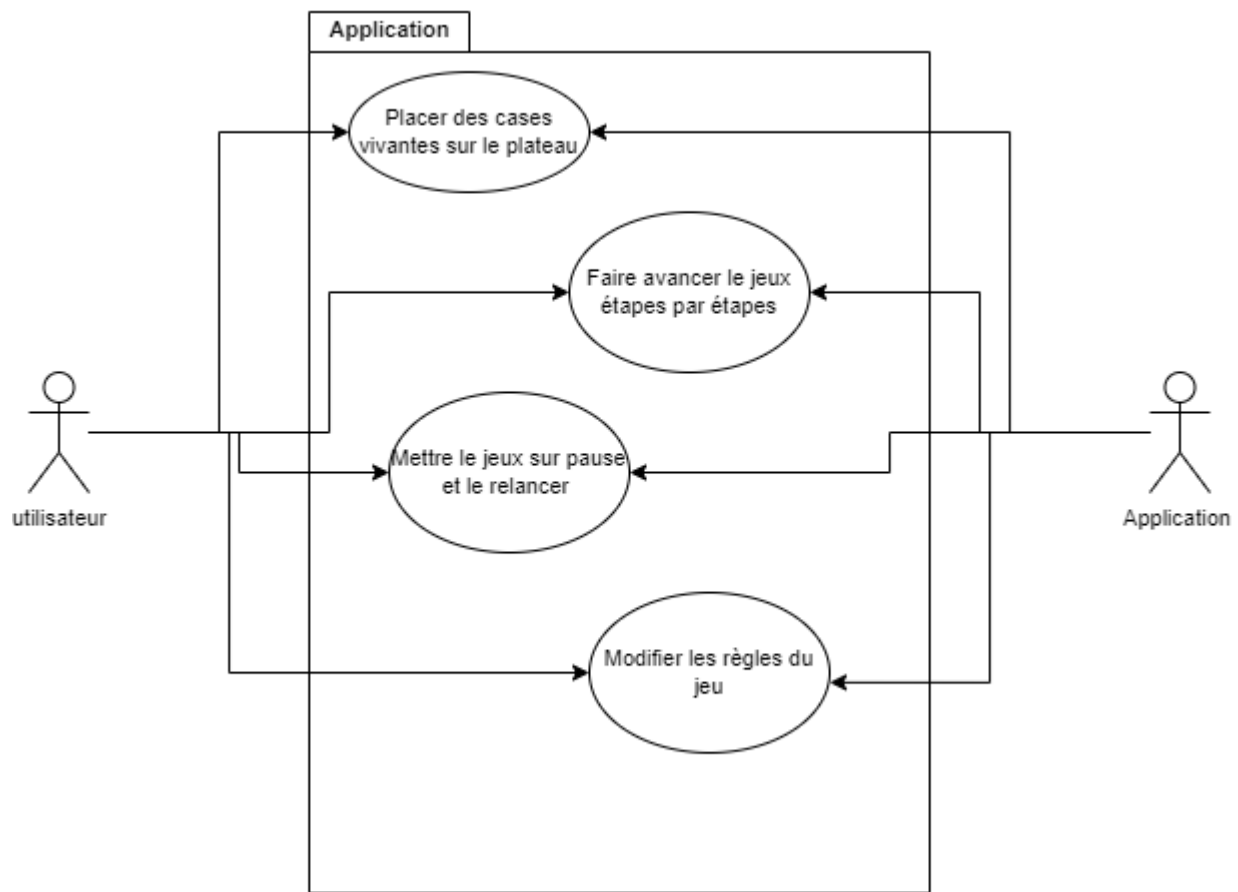 Application
Placer des cases
vivantes sur le plateau
Faire avancer le jeux
étapes par étapes
Mettre le jeux sur pause
et le relancer
utilisateur
Application
Modifier les règles du
jeu